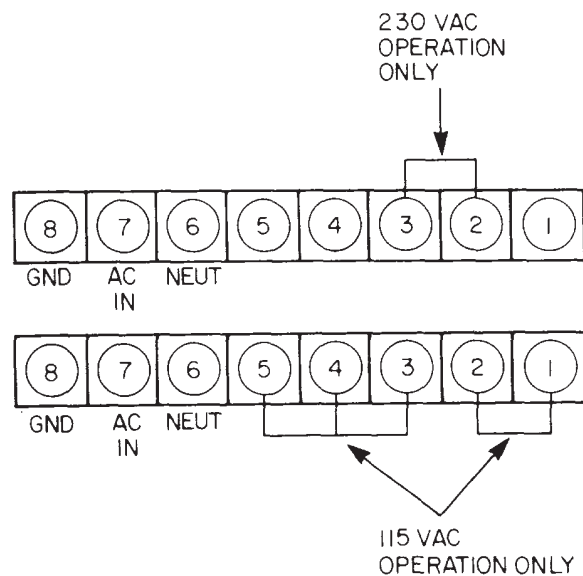 230 VAC
OPERATION
ONLY
8 7 6 5 4 3 2 1
GND AC IN NEUT
8 7 6 5 4 3 2 1
GND AC IN NEUT
115 VAC
OPERATION ONLY